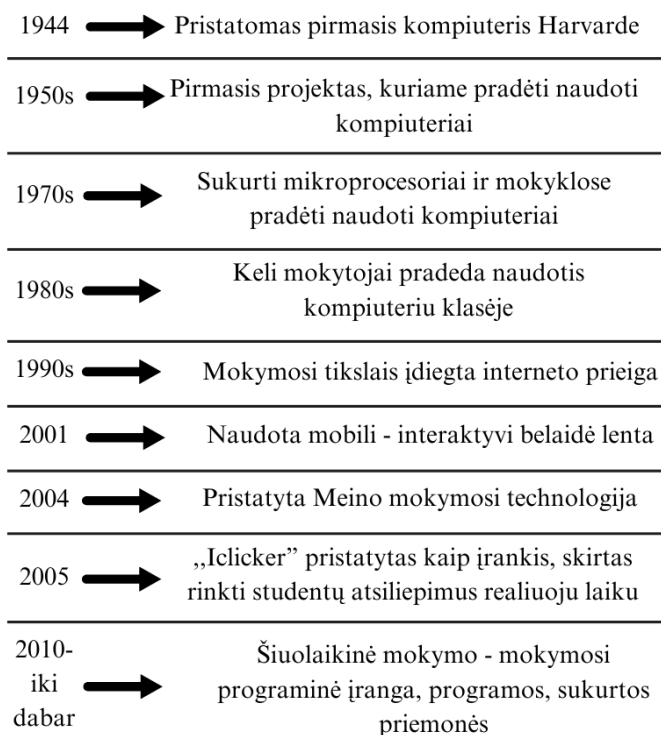 1944 Pristatomas pirmasis kompiuteris Harvarde
1950s Pirmasis projektas, kuriame pradėti naudoti
kompiuteriai
1970s Sukurti mikroprocesoriai ir mokyklose
pradėti naudoti kompiuteriai
1980s Keli mokytojai pradeda naudotis
kompiuteriu klasėje
1990s Mokymosi tikslais įdiegta interneto prieiga
2001 Naudota mobili - interaktyvi belaidė lenta
2004 Pristatyta Meino mokymosi technologija
2005 ,,Iclicker” pristatytas kaip įrankis, skirtas
rinkti studentų atsiliepimus realiuoju laiku
2010-
iki
dabar
Šiuolaikinė mokymo - mokymosi
programinė įranga, programos, sukurtos
priemonės